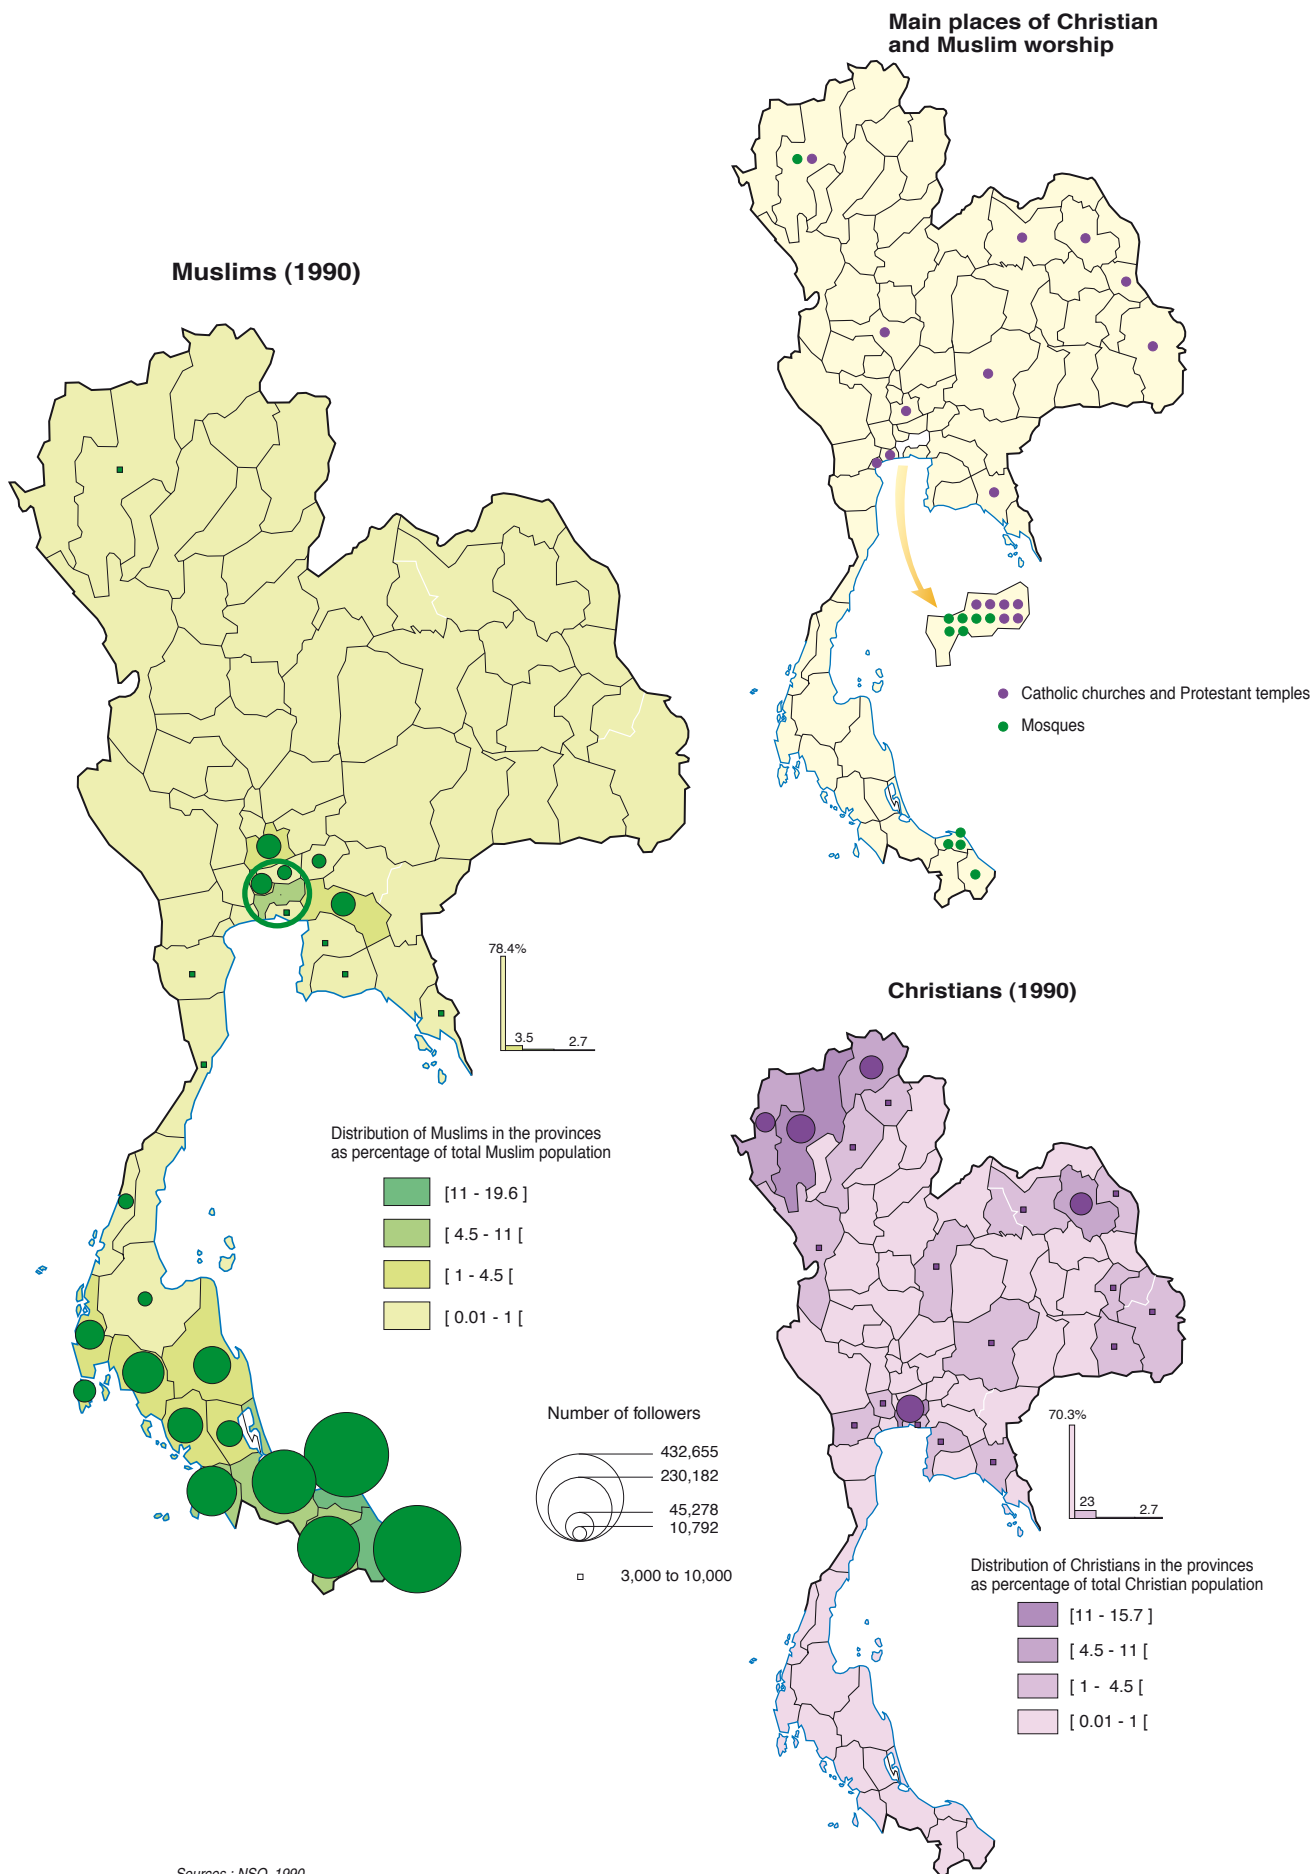 Main places of Christian
and Muslim worship
Muslims (1990)
Catholic churches and Protestant temples
Mosques
78.4%
3.5
2.7
Distribution of Muslims in the provinces
as percentage of total Muslim population
[11 - 19.6 ]
[ 4.5 - 11 [
[ 1 - 4.5 [
[ 0.01 - 1 [
Number of followers
432,655
230,182
45,278
10,792
3,000 to 10,000
Christians (1990)
70.3%
23
2.7
Distribution of Christians in the provinces
as percentage of total Christian population
[11 - 15.7 ]
[ 4.5 - 11 [
[ 1 - 4.5 [
[ 0.01 - 1 [
Sources : NSO, 1990